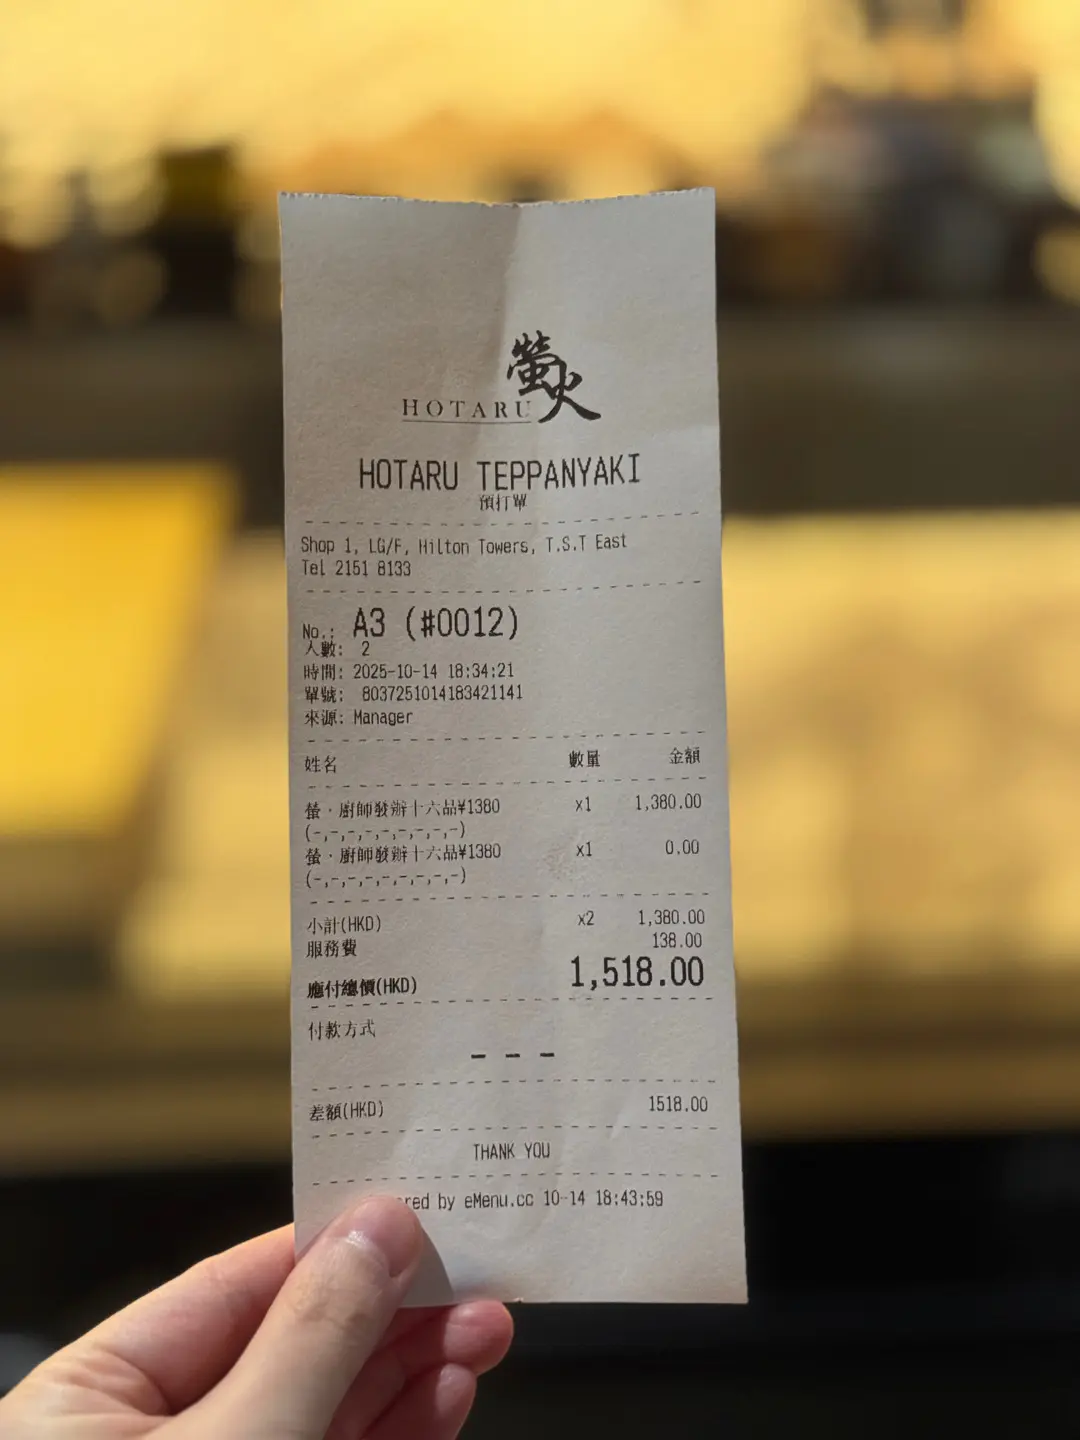 螢火
HOTARU
HOTARU TEPPANYAKI
預打單
Shop 1, LG/F, Hilton Towers, T.S.T East
Tel 2151 8133
No.: A3 (#0012)
人數: 2
時間: 2025-10-14 18:34:21
單號: 8037251014183421141
來源: Manager
姓名 數量 金額
螢·廚師發辦十六品¥1380 x1 1,380.00
(-,-,-,-,-,-,-,-,-)
螢·廚師發辦十六品¥1380 x1 0.00
(-,-,-,-,-,-,-,-,-)
小計(HKD) x2 1,380.00
服務費 138.00
應付總價(HKD) 1,518.00
付款方式
- - -
差額(HKD) 1518.00
THANK YOU
by eMenu.cc 10-14 18:43:59